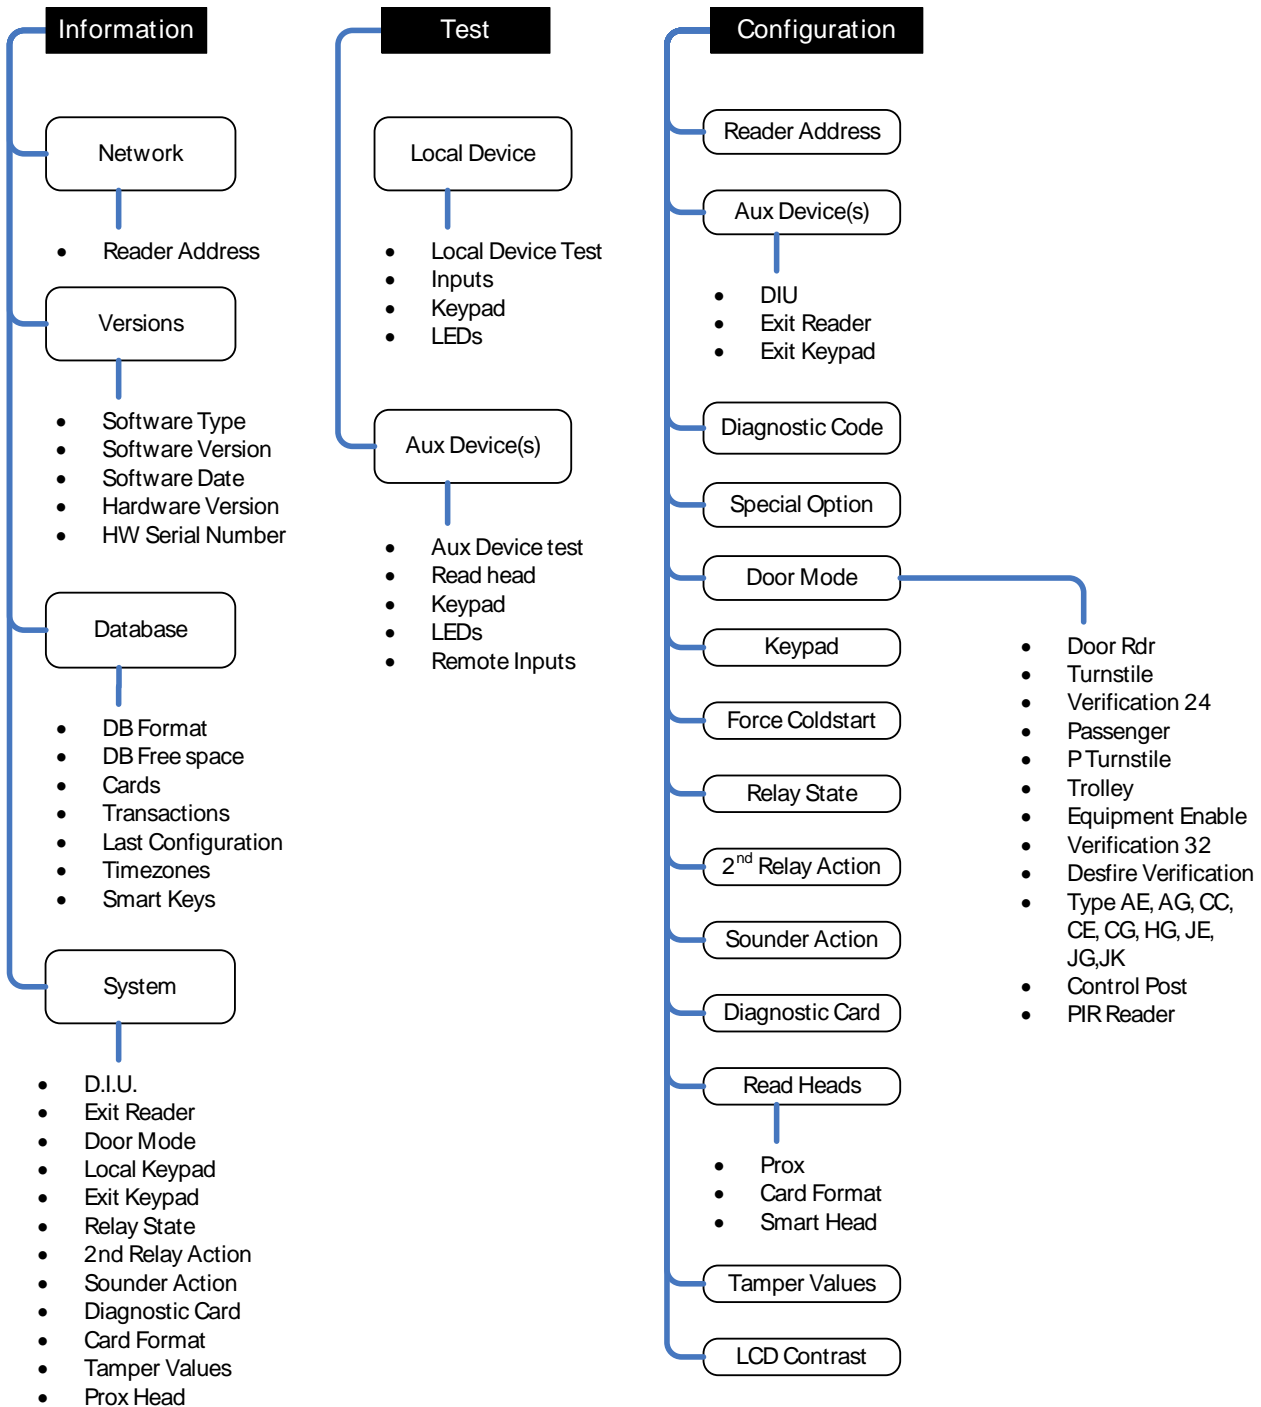 Information
Network
• Reader Address
Versions
• Software Type
• Software Version
• Software Date
• Hardware Version
• HW Serial Number
Database
• DB Format
• DB Free space
• Cards
• Transactions
• Last Configuration
• Timezones
• Smart Keys
System
• D.I.U.
• Exit Reader
• Door Mode
• Local Keypad
• Exit Keypad
• Relay State
• 2nd Relay Action
• Sounder Action
• Diagnostic Card
• Card Format
• Tamper Values
• Prox Head
Test
Local Device
• Local Device Test
• Inputs
• Keypad
• LEDs
Aux Device(s)
• Aux Device test
• Read head
• Keypad
• LEDs
• Remote Inputs
Configuration
Reader Address
Aux Device(s)
• DIU
• Exit Reader
• Exit Keypad
Diagnostic Code
Special Option
Door Mode
• Door Rdr
• Turnstile
• Verification 24
• Passenger
• P Turnstile
• Trolley
• Equipment Enable
• Verification 32
• Desfire Verification
• Type AE, AG, CC,
CE, CG, HG, JE,
JG,JK
• Control Post
• PIR Reader
Keypad
Force Coldstart
Relay State
2nd Relay Action
Sounder Action
Diagnostic Card
Read Heads
• Prox
• Card Format
• Smart Head
Tamper Values
LCD Contrast